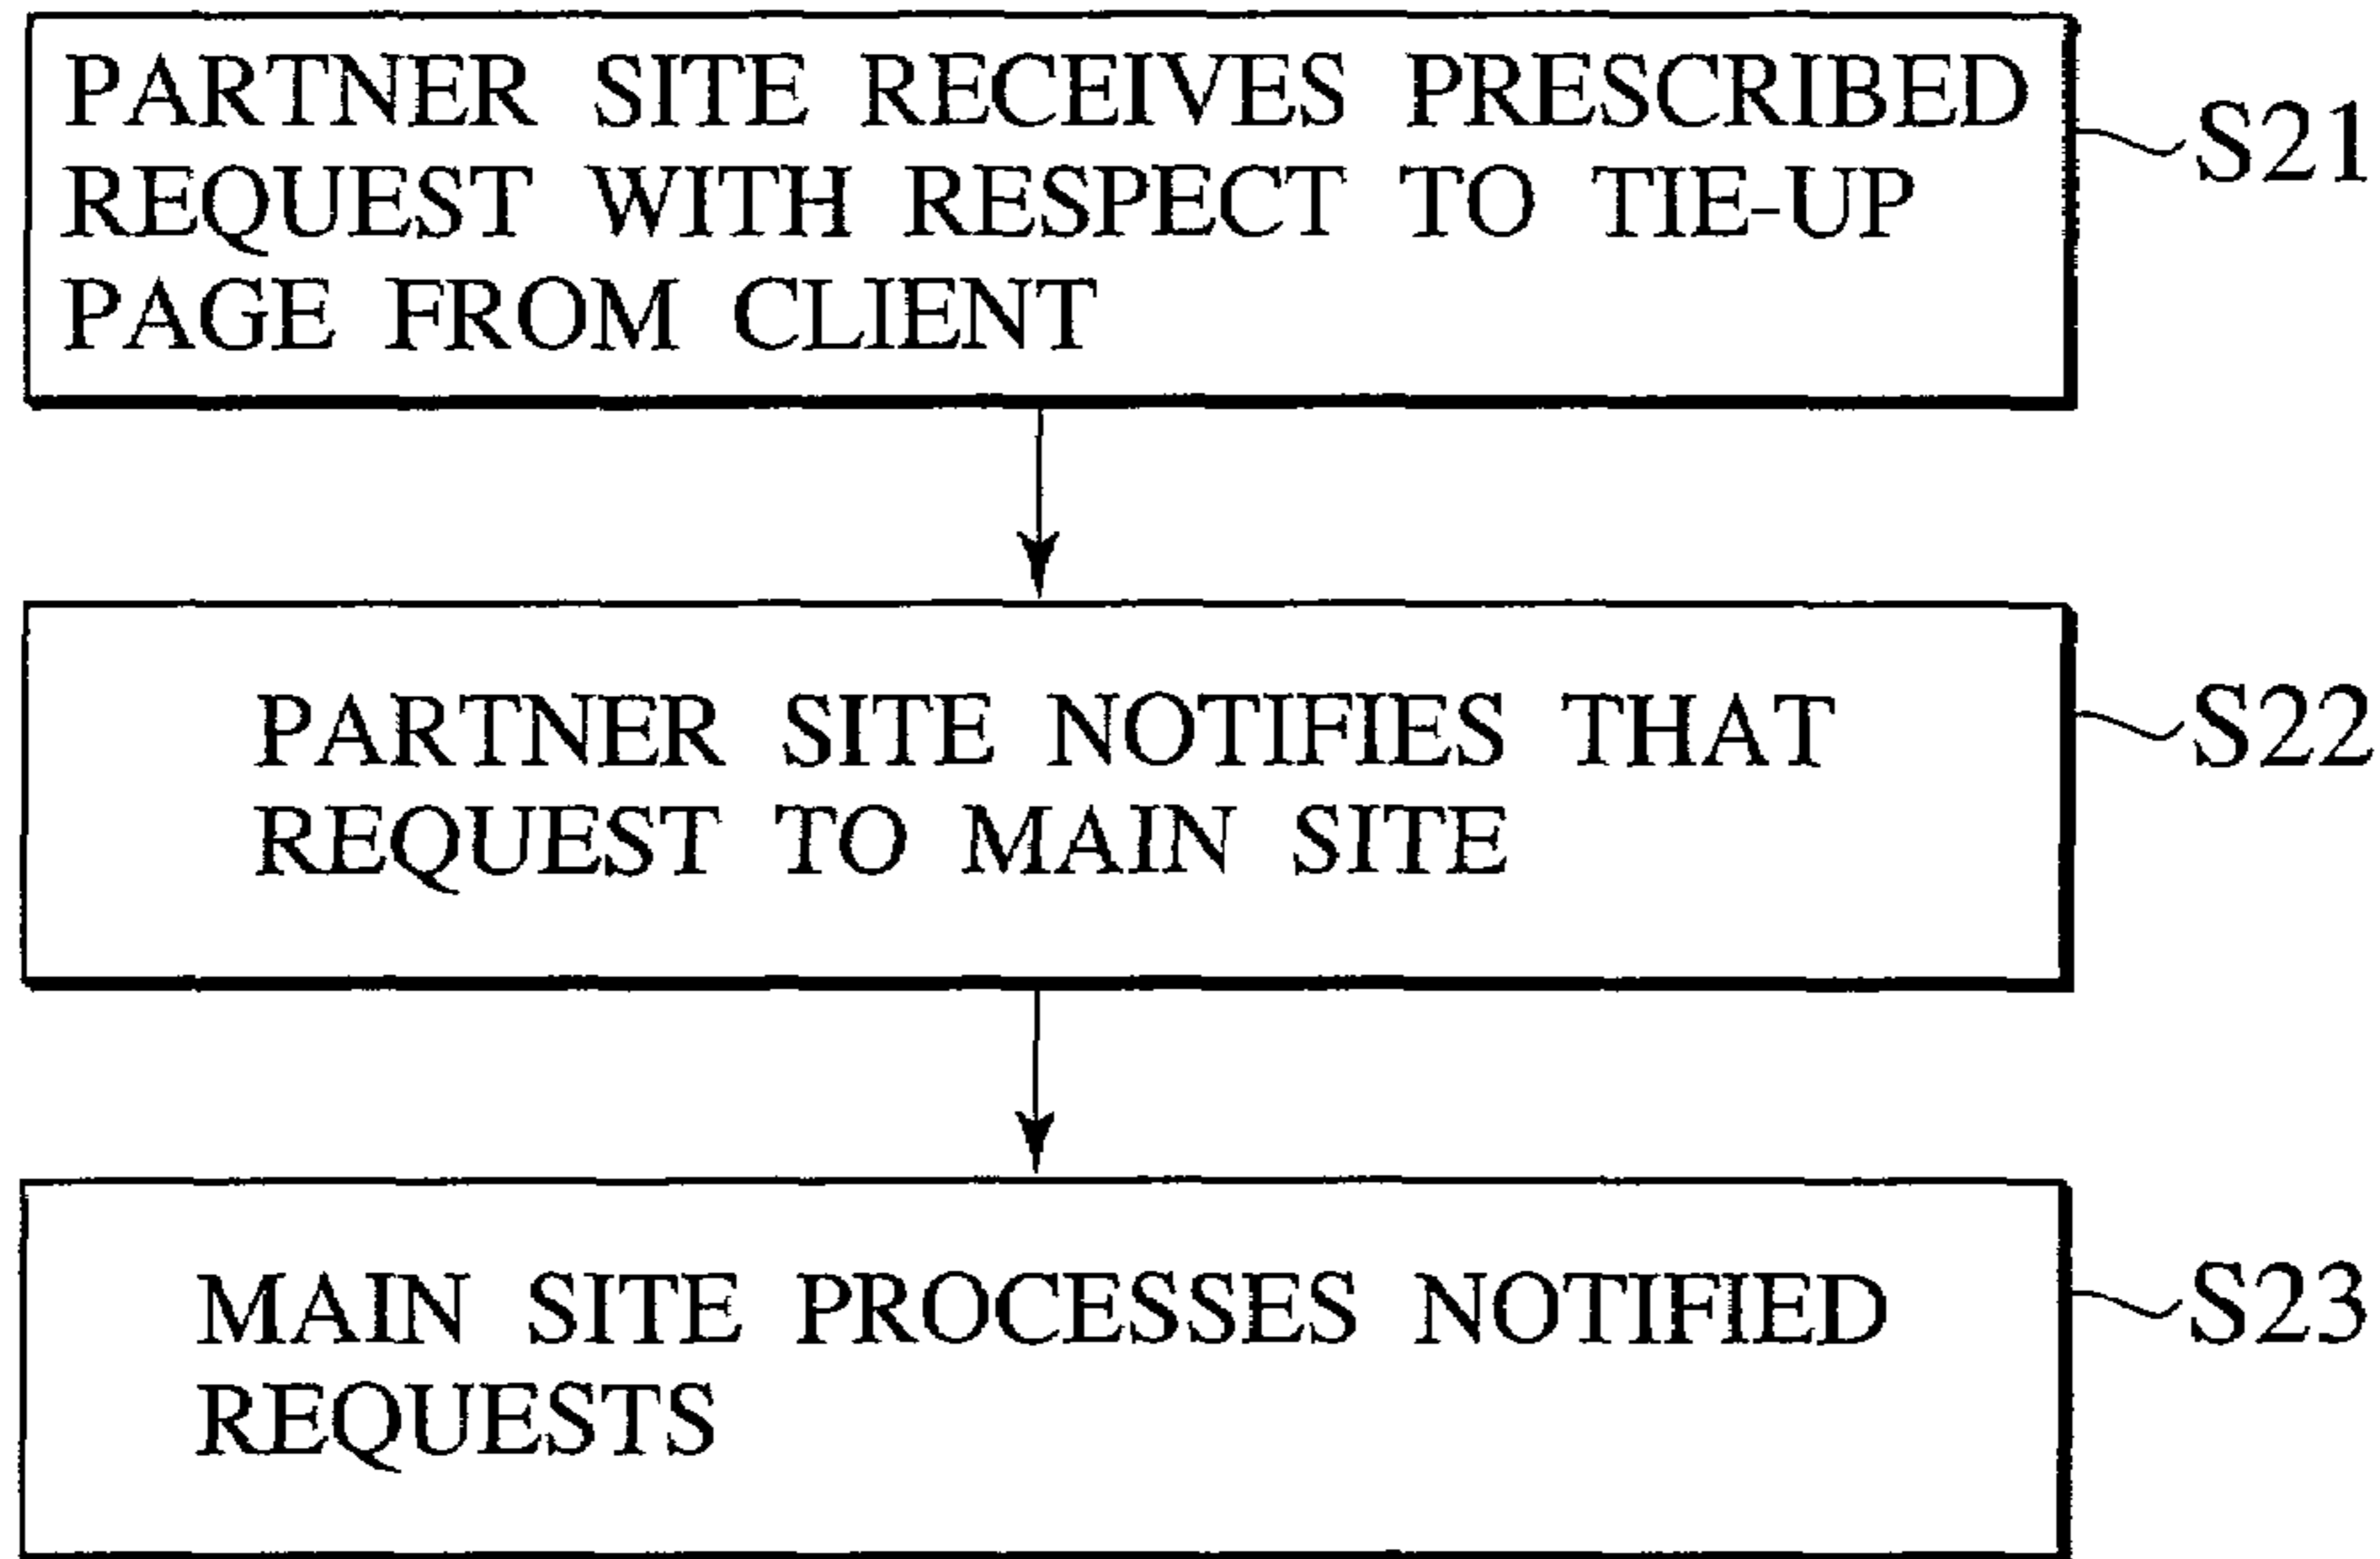 PARTNER SITE RECEIVES PRESCRIBED
REQUEST WITH RESPECT TO TIE-UP
PAGE FROM CLIENT
S21
PARTNER SITE NOTIFIES THAT
REQUEST TO MAIN SITE
S22
MAIN SITE PROCESSES NOTIFIED
REQUESTS
S23